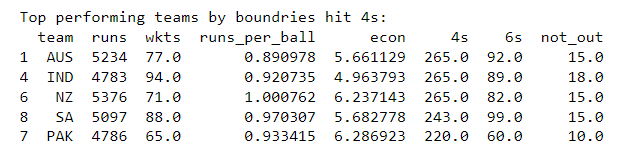 Top performing teams by boundries hit 4s:
team runs wkts runs_per_ball econ 4s 6s not_out
1 AUS 5234 77.0 0.890978 5.661129 265.0 92.0 15.0
4 IND 4783 94.0 0.920735 4.963793 265.0 89.0 18.0
6 NZ 5376 71.0 1.000762 6.237143 265.0 82.0 15.0
8 SA 5097 88.0 0.970307 5.682778 243.0 99.0 15.0
7 PAK 4786 65.0 0.933415 6.286923 220.0 60.0 10.0